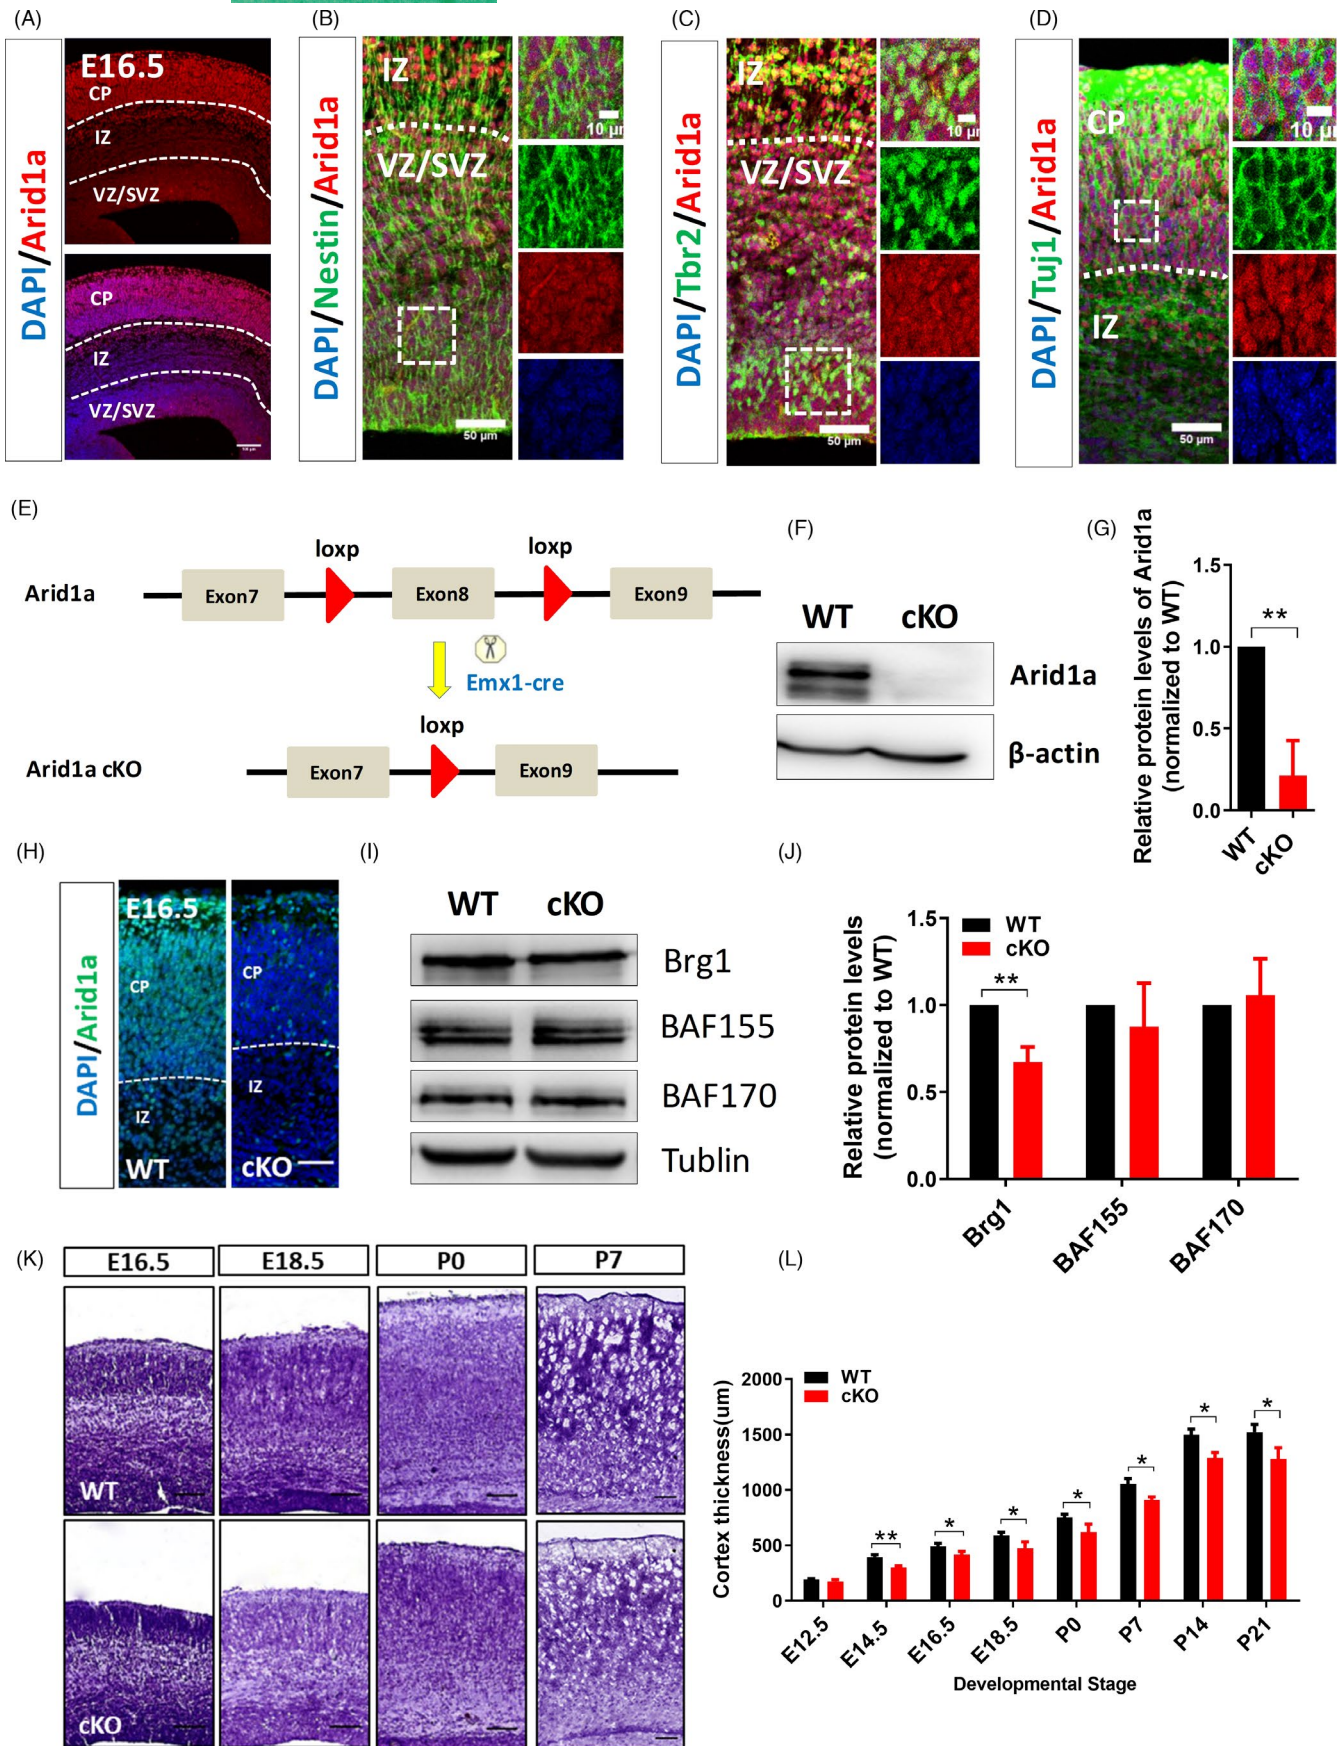 (A)
(B)
(C)
(D)
DAPI/Arid1a
E16.5
CP
IZ
VZ/SVZ
CP
IZ
VZ/SVZ
DAPI/Nestin/Arid1a
IZ
VZ/SVZ
50 µm
10 µ
DAPI/Tbr2/Arid1a
IZ
VZ/SVZ
50 µm
10 µ
DAPI/Tuj1/Arid1a
CP
IZ
50 µm
10 µ
(E)
Arid1a
loxp
loxp
Exon7
Exon8
Exon9
Emx1-cre
loxp
Arid1a cKO
Exon7
Exon9
(F)
WT cKO
Arid1a
β-actin
(G)
Relative protein levels of Arid1a
(normalized to WT)
1.5
1.0
0.5
0.0
**
WT
cKO
(H)
DAPI/Arid1a
E16.5
CP
IZ
WT
CP
IZ
cKO
(I)
WT cKO
Brg1
BAF155
BAF170
Tublin
(J)
Relative protein levels
(normalized to WT)
1.5
1.0
0.5
0.0
WT
cKO
**
Brg1
BAF155
BAF170
(K)
E16.5
E18.5
P0
P7
WT
cKO
(L)
Cortex thickness(um)
2000
1500
1000
500
0
WT
cKO
**
*
*
*
*
*
*
E12.5
E14.5
E16.5
E18.5
P0
P7
P14
P21
Developmental Stage